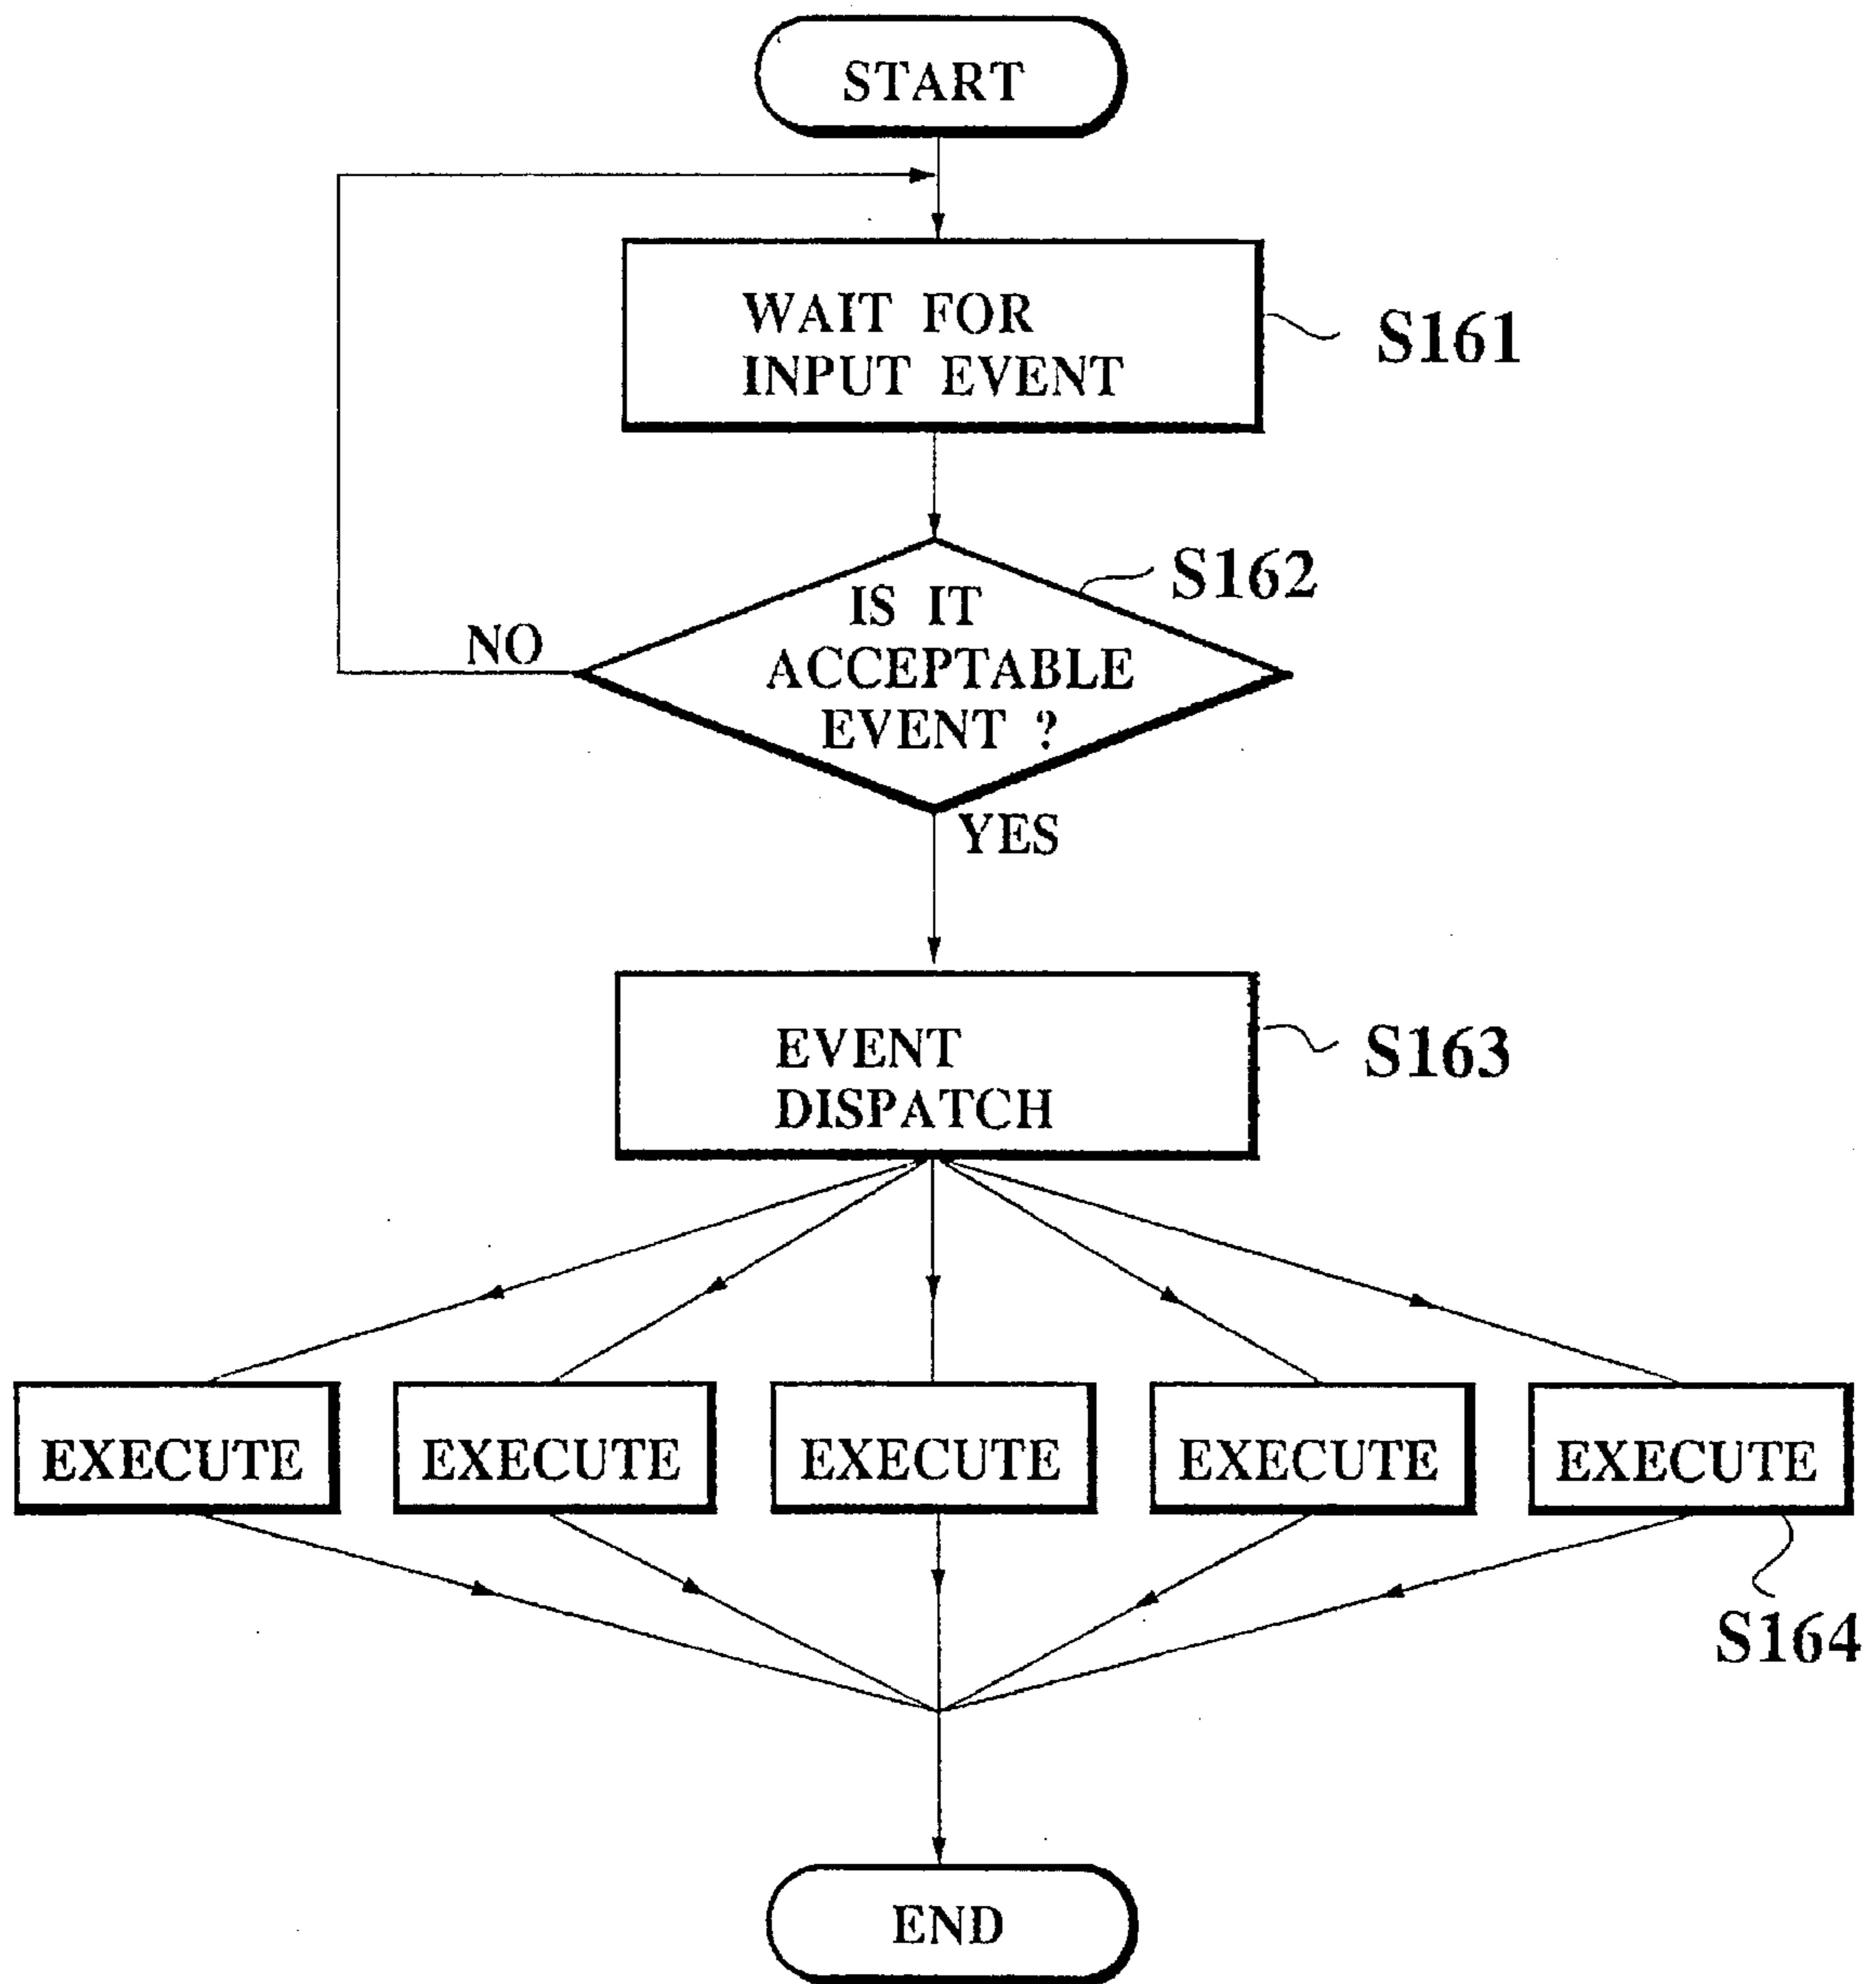 START
WAIT FOR
INPUT EVENT
S161
S162
IS IT
ACCEPTABLE
EVENT ?
NO
YES
EVENT
DISPATCH
S163
EXECUTE
EXECUTE
EXECUTE
EXECUTE
EXECUTE
S164
END